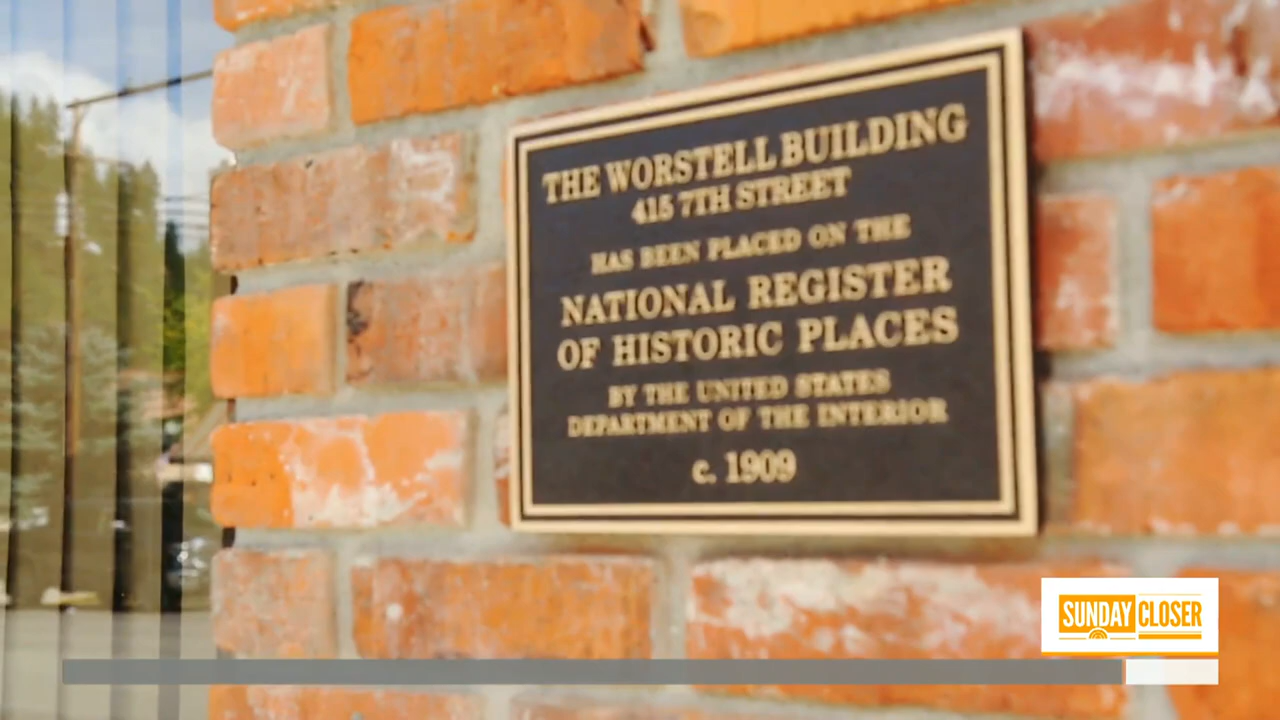 THE WORSTELL BUILDING
415 7TH STREET
HAS BEEN PLACED ON THE
NATIONAL REGISTER
OF HISTORIC PLACES
BY THE UNITED STATES
DEPARTMENT OF THE INTERIOR
c. 1909
SUNDAY CLOSER